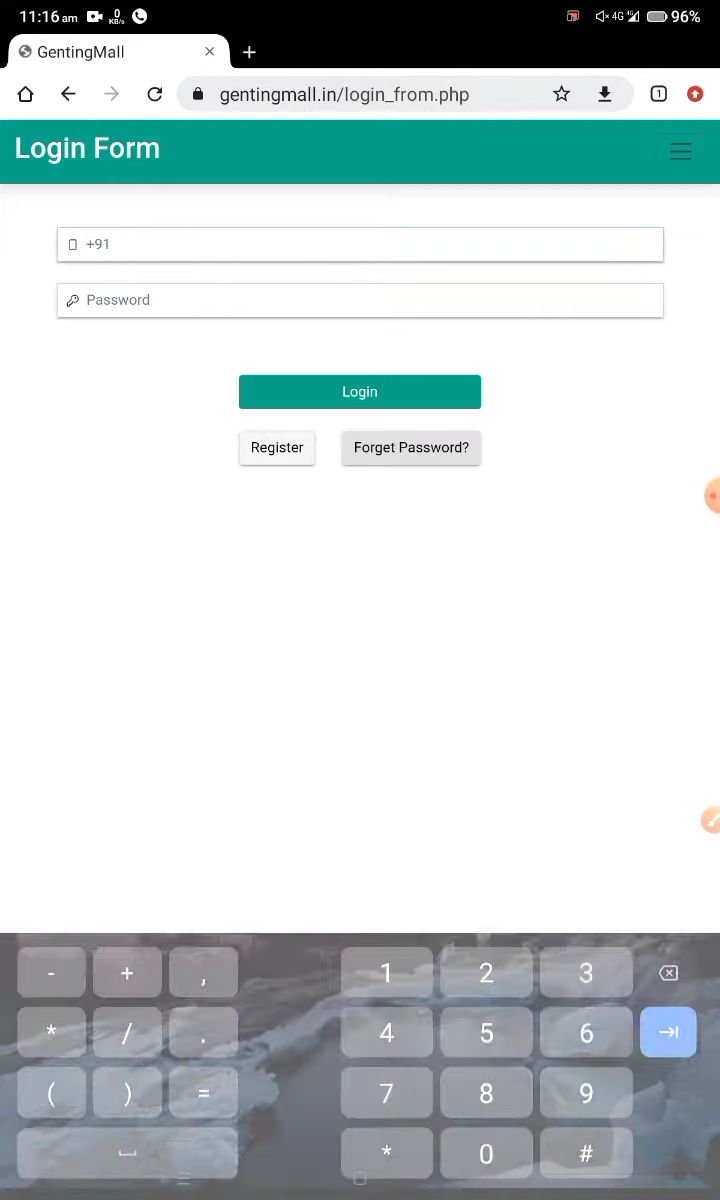 11:16 am 0 KB/s 4G 4G 96%
GentingMall
gentingmall.in/login_from.php 1
Login Form
+91
Password
Login
Register Forget Password?
- + , 1 2 3
* / . 4 5 6
( ) = 7 8 9
* 0 #